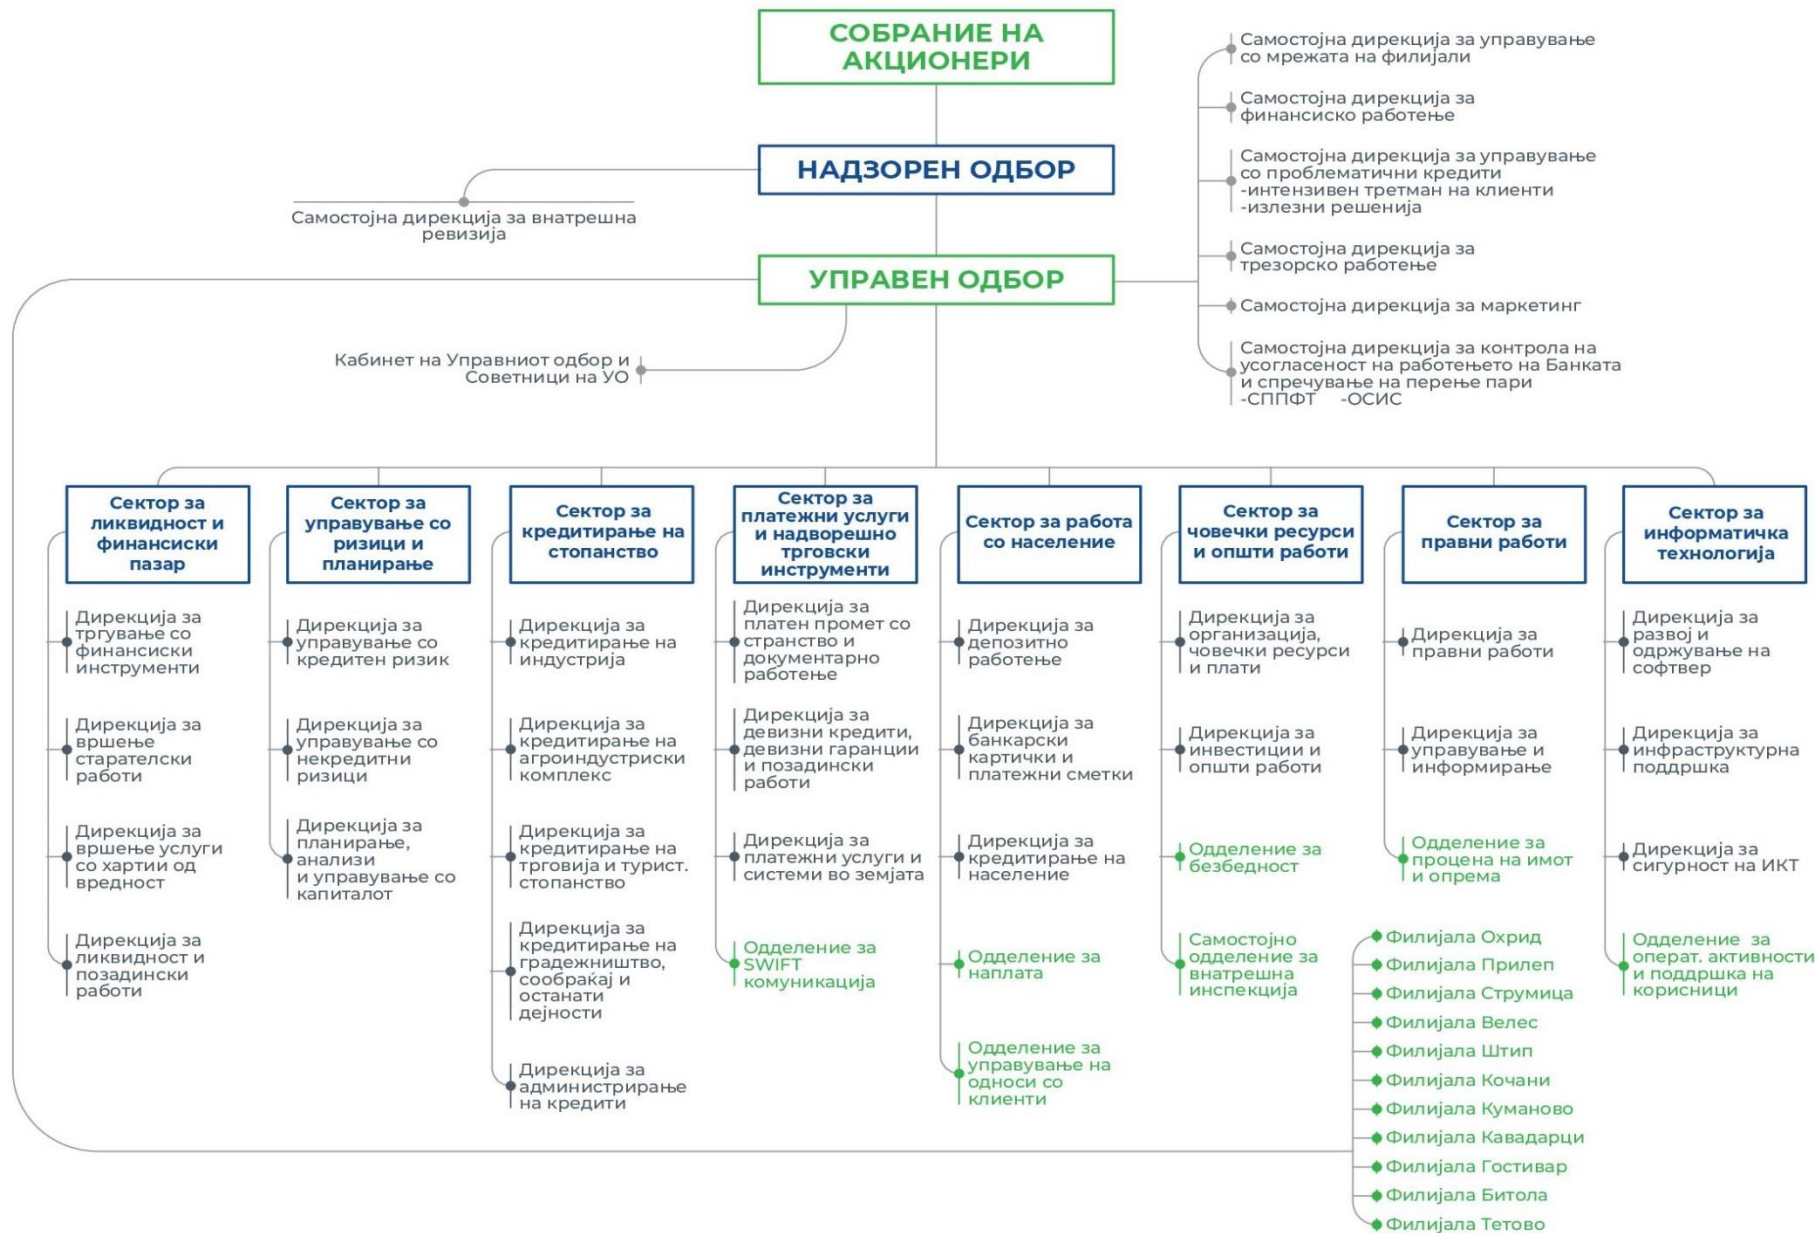 СОБРАНИЕ НА
АКЦИОНЕРИ
НАДЗОРЕН ОДБОР
Самостојна дирекција за внатрешна
ревизија
УПРАВЕН ОДБОР
Кабинет на Управниот одбор и
Советници на УО
Самостојна дирекција за управување
со мрежата на филијали
Самостојна дирекција за
финансиско работење
Самостојна дирекција за управување
со проблематични кредити
-интензивен третман на клиенти
-излезни решенија
Самостојна дирекција за
трезорско работење
Самостојна дирекција за маркетинг
Самостојна дирекција за контрола на
усогласеност на работењето на Банката
и спречување на перење пари
-СППФТ -ОСИС
Сектор за
ликвидност и
финансиски
пазар
Дирекција за
тргување со
финансиски
инструменти
Дирекција за
вршење
старателски
работи
Дирекција за
вршење услуги
со хартии од
вредност
Дирекција за
ликвидност и
позадински
работи
Сектор за
управување со
ризици и
планирање
Дирекција за
управување со
кредитен ризик
Дирекција за
управување со
некредитни
ризици
Дирекција за
планирање,
анализи
и управување со
капиталот
Сектор за
кредитирање на
стопанство
Дирекција за
кредитирање на
индустрија
Дирекција за
кредитирање на
агроиндустриски
комплекс
Дирекција за
кредитирање на
трговија и турист.
стопанство
Дирекција за
кредитирање на
градежништво,
сообраќај и
останати
дејности
Дирекција за
администрирање
на кредити
Сектор за
платежни услуги
и надворешно
трговски
инструменти
Дирекција за
платен промет со
странство и
документарно
работење
Дирекција за
девизни кредити,
девизни гаранции
и позадински
работи
Дирекција за
платежни услуги и
системи во земјата
Одделение за
SWIFT
комуникација
Сектор за работа
со население
Дирекција за
депозитно
работење
Дирекција за
банкарски
картички и
платежни сметки
Дирекција за
кредитирање на
население
Одделение за
наплата
Одделение за
управување на
односи со
клиенти
Сектор за
човечки ресурси
и општи работи
Дирекција за
организација,
човечки ресурси
и плати
Дирекција за
инвестиции и
општи работи
Одделение за
безбедност
Самостојно
одделение за
внатрешна
инспекција
Сектор за
правни работи
Дирекција за
правни работи
Дирекција за
управување и
информирање
Одделение за
процена на имот
и опрема
Сектор за
информатичка
технологија
Дирекција за
развој и
одржување на
софтвер
Дирекција за
инфраструктурна
поддршка
Дирекција за
сигурност на ИКТ
Одделение за
операт. активности
и поддршка на
корисници
Филијала Охрид
Филијала Прилеп
Филијала Струмица
Филијала Велес
Филијала Штип
Филијала Кочани
Филијала Куманово
Филијала Кавадарци
Филијала Гостивар
Филијала Битола
Филијала Тетово